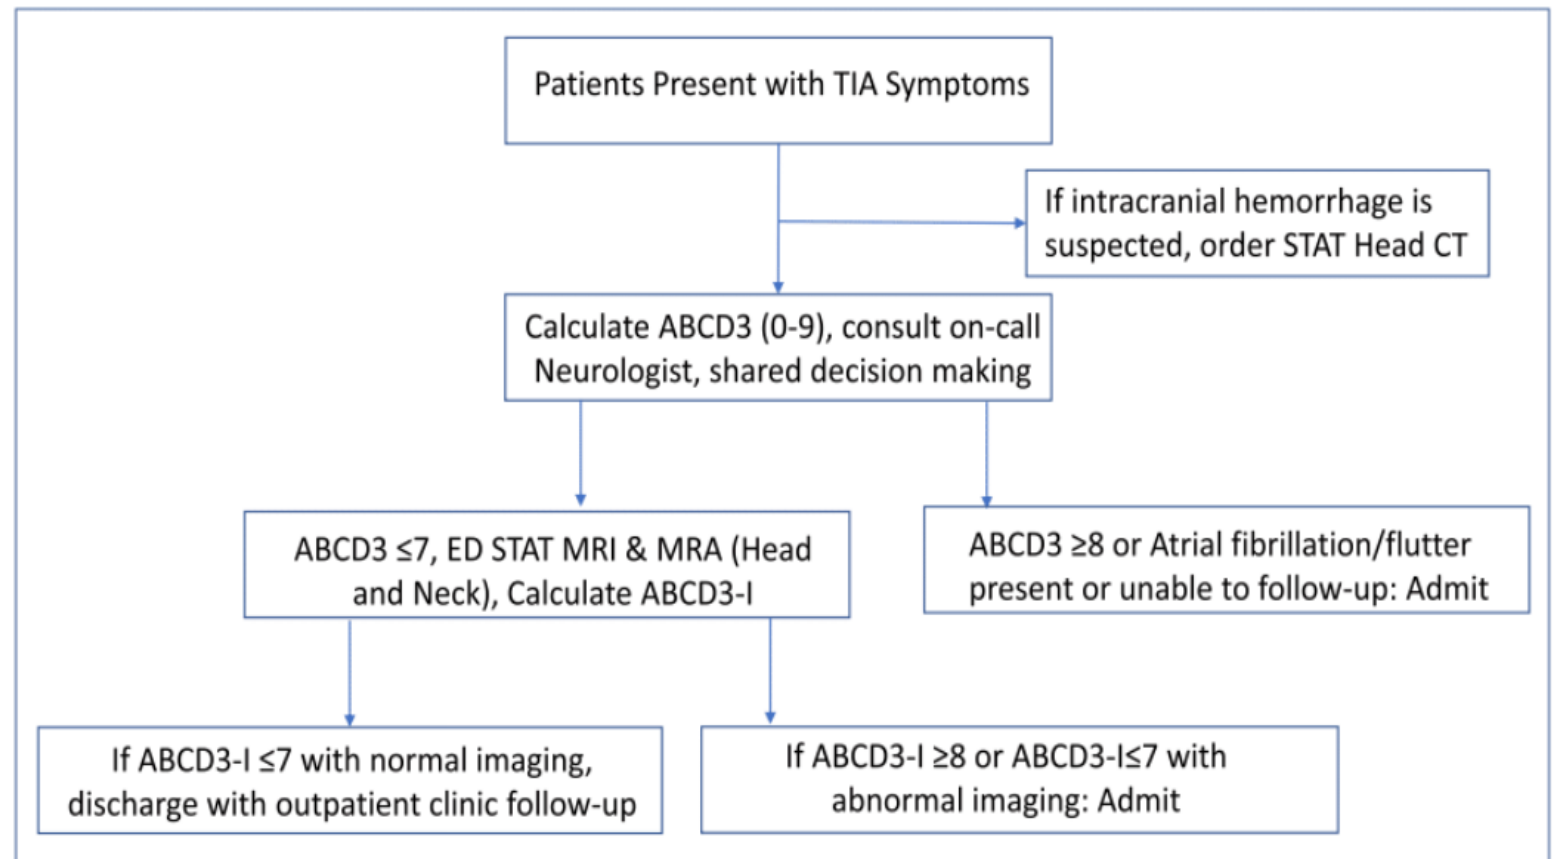 Patients Present with TIA Symptoms
If intracranial hemorrhage is
suspected, order STAT Head CT
Calculate ABCD3 (0-9), consult on-call
Neurologist, shared decision making
ABCD3 ≤7, ED STAT MRI & MRA (Head
and Neck), Calculate ABCD3-I
ABCD3 ≥8 or Atrial fibrillation/flutter
present or unable to follow-up: Admit
If ABCD3-I ≤7 with normal imaging,
discharge with outpatient clinic follow-up
If ABCD3-I ≥8 or ABCD3-I≤7 with
abnormal imaging: Admit